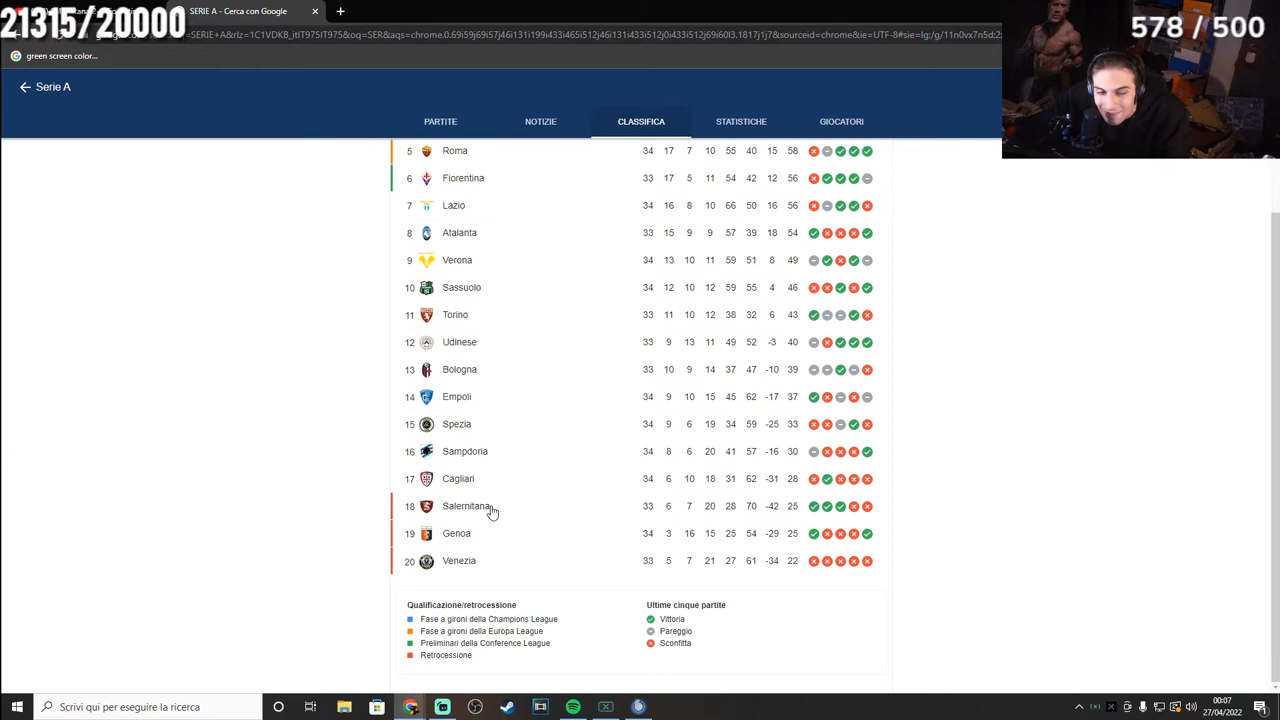 21315/20000
SERIE A - Cerca con Google
578 / 500
green screen color...
Serie A
PARTITE NOTIZIE CLASSIFICA STATISTICHE GIOCATORI
5 Roma 34 17 7 10 55 40 15 58
6 Fiorentina 33 17 5 11 54 42 12 56
7 Lazio 34 16 8 10 66 50 16 56
8 Atalanta 33 15 9 9 57 39 18 54
9 Verona 34 13 10 11 59 51 8 49
10 Sassuolo 34 12 10 12 59 55 4 46
11 Torino 33 11 10 12 38 32 6 43
12 Udinese 33 9 13 11 49 52 -3 40
13 Bologna 33 10 9 14 37 47 -10 39
14 Empoli 34 9 10 15 45 62 -17 37
15 Spezia 34 9 6 19 34 59 -25 33
16 Sampdoria 34 8 6 20 41 57 -16 30
17 Cagliari 34 6 10 18 31 62 -31 28
18 Salernitana 33 6 7 20 28 70 -42 25
19 Genoa 34 3 16 15 25 54 -29 25
20 Venezia 33 5 7 21 27 61 -34 22
Qualificazione/retrocessione
Fase a gironi della Champions League
Fase a gironi della Europa League
Preliminari della Conference League
Retrocessione
Ultime cinque partite
Vittoria
Pareggio
Sconfitta
Scrivi qui per eseguire la ricerca
00:07
27/04/2022